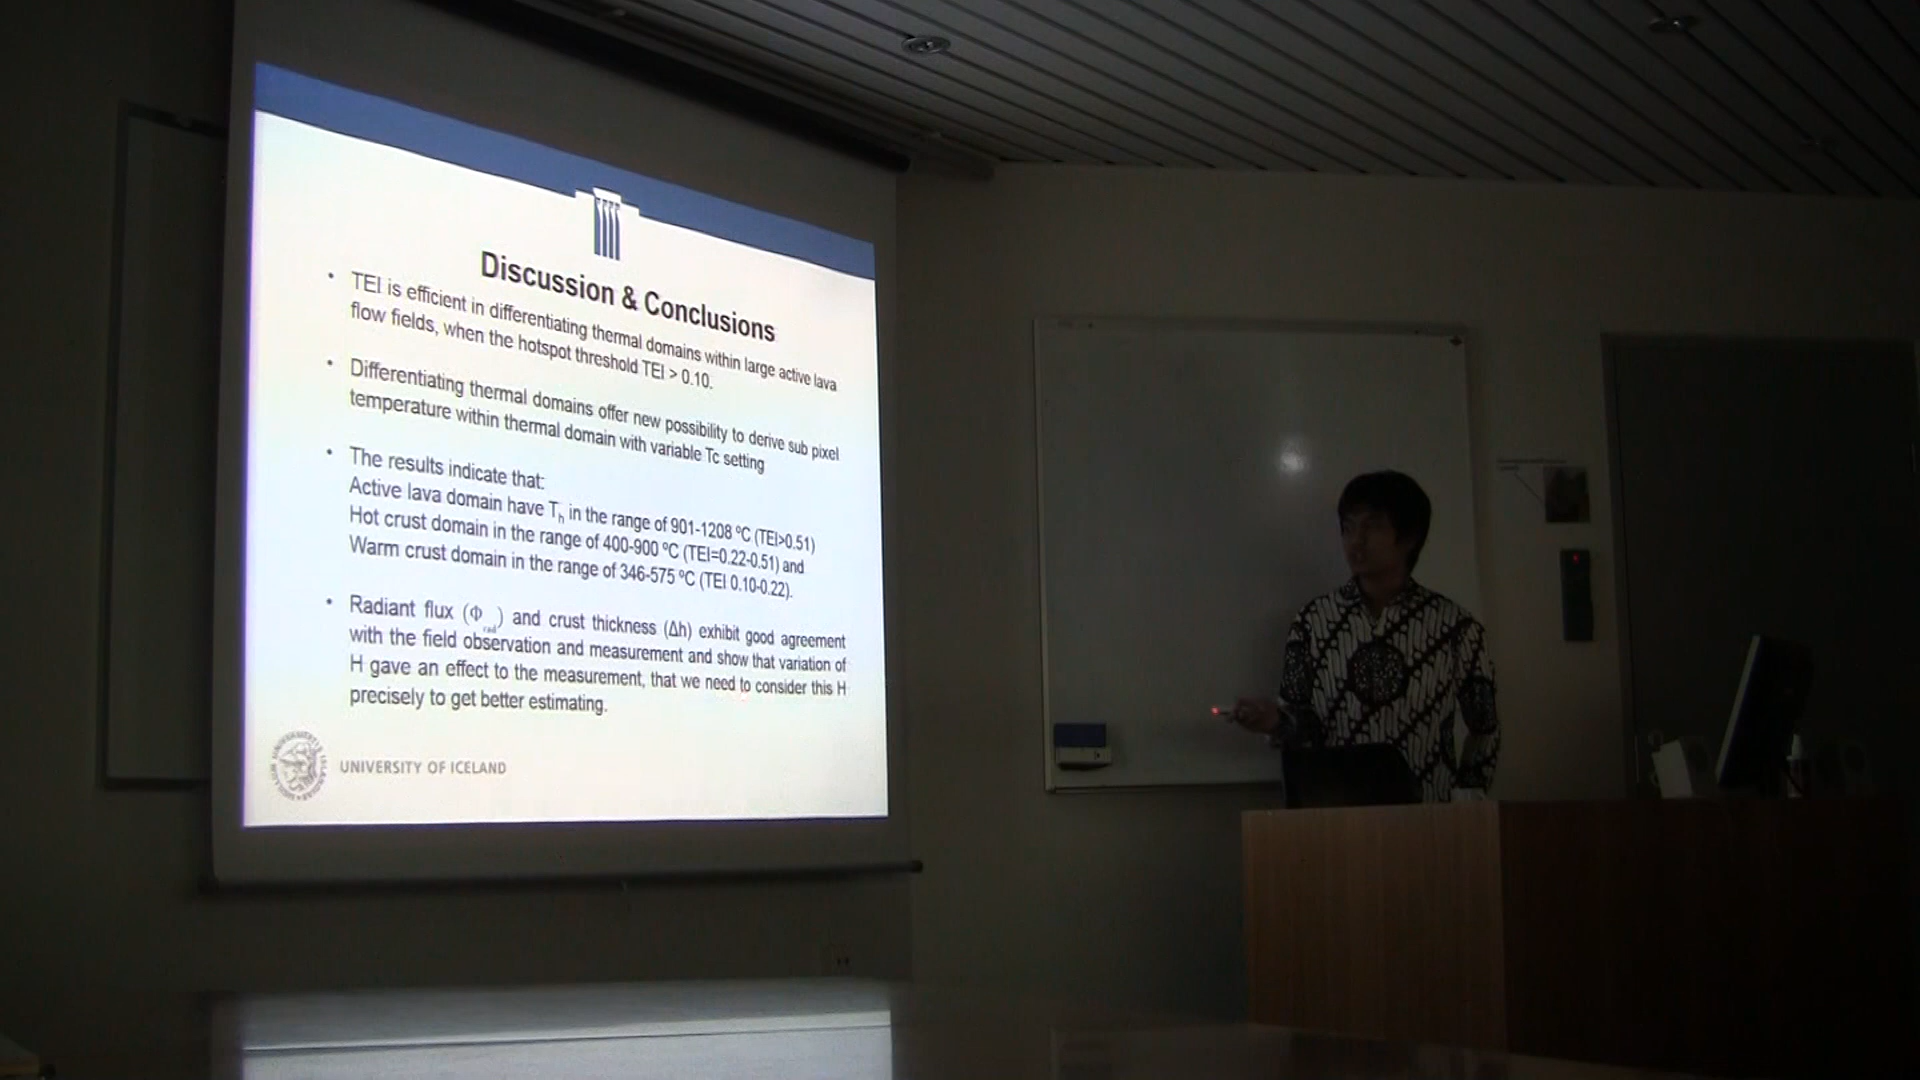 Discussion & Conclusions
• TEI is efficient in differentiating thermal domains within large active lava
flow fields, when the hotspot threshold TEI > 0.10.
• Differentiating thermal domains offer new possibility to derive sub pixel
temperature within thermal domain with variable Tc setting
• The results indicate that:
Active lava domain have Th in the range of 901-1208 ºC (TEI>0.51)
Hot crust domain in the range of 400-900 ºC (TEI=0.22-0.51) and
Warm crust domain in the range of 346-575 ºC (TEI 0.10-0.22).
• Radiant flux (Φrad) and crust thickness (Δh) exhibit good agreement
with the field observation and measurement and show that variation of
H gave an effect to the measurement, that we need to consider this H
precisely to get better estimating.
UNIVERSITY OF ICELAND